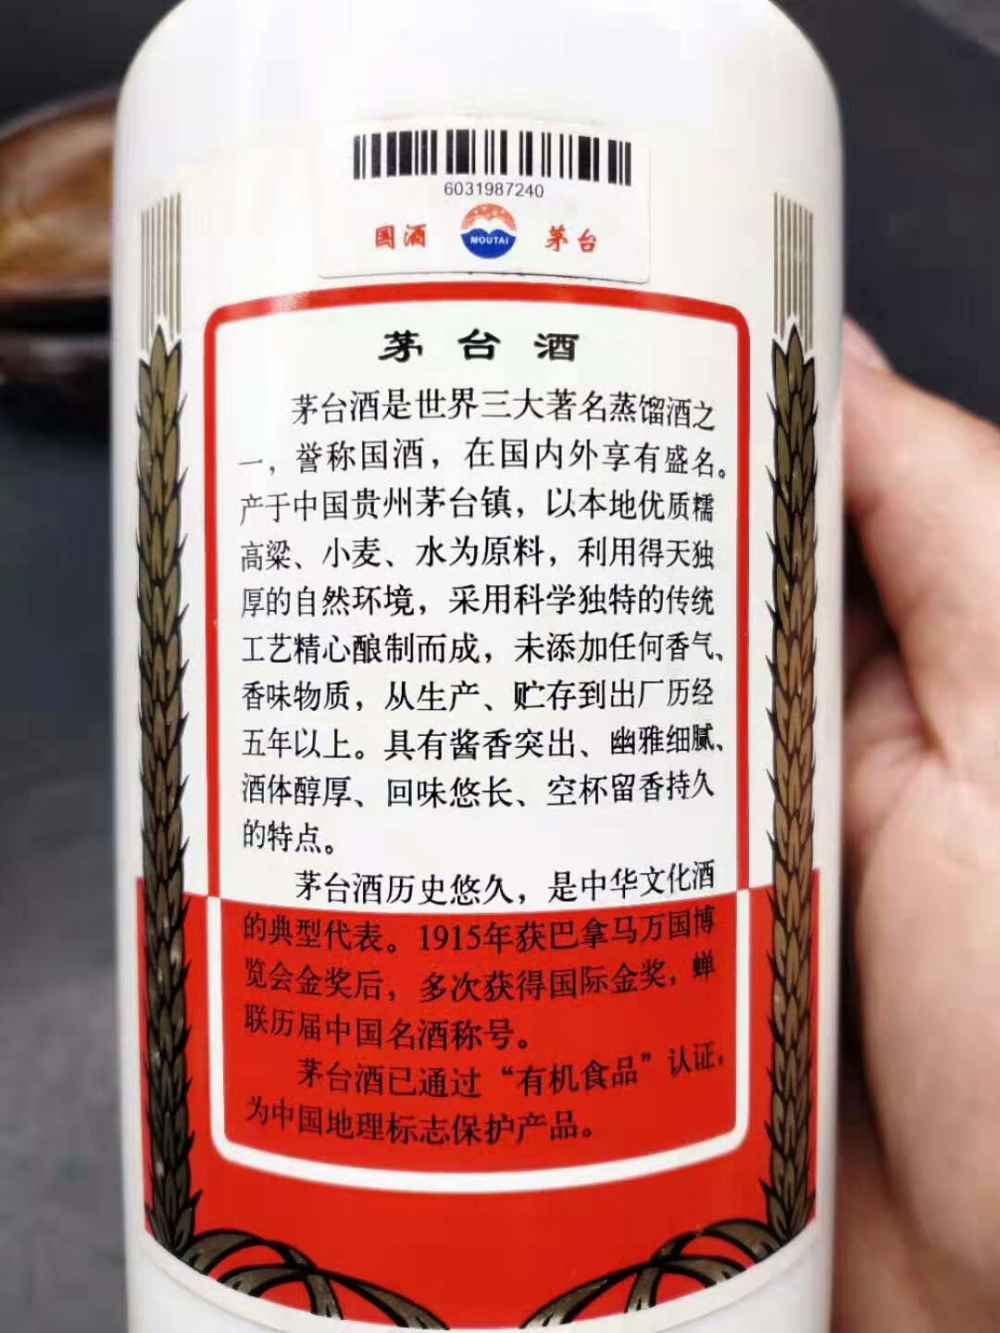 6031987240
国酒 MOUTAI 茅台
茅台酒
茅台酒是世界三大著名蒸馏酒之
一，誉称国酒，在国内外享有盛名。
产于中国贵州茅台镇，以本地优质糯
高粱、小麦、水为原料，利用得天独
厚的自然环境，采用科学独特的传统
工艺精心酿制而成，未添加任何香气、
香味物质，从生产、贮存到出厂历经
五年以上。具有酱香突出、幽雅细腻、
酒体醇厚、回味悠长、空杯留香持久
的特点。
茅台酒历史悠久，是中华文化酒
的典型代表。1915年获巴拿马万国博
览会金奖后，多次获得国际金奖，蝉
联历届中国名酒称号。
茅台酒已通过“有机食品”认证，
为中国地理标志保护产品。